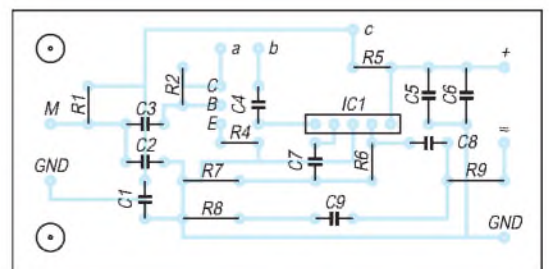 c
a b
R1 R2 C B E
R5 +
C4 C5 C6
M C3 IC1
R4 C8 =
C2 C7 R6
GND R7 R9
C1 R8 C9
GND